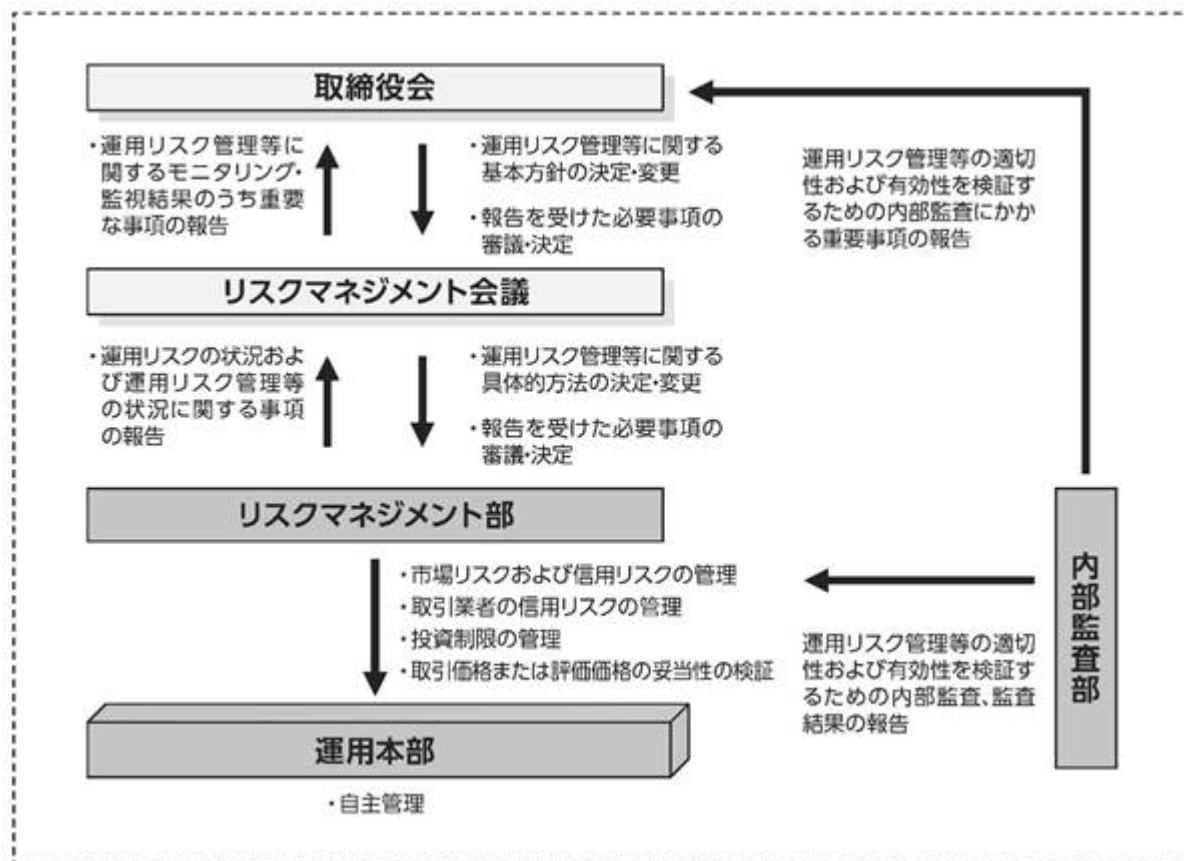 取締役会
・運用リスク管理等に
関するモニタリング・
監視結果のうち重要
な事項の報告
・運用リスク管理等に関する
基本方針の決定・変更
・報告を受けた必要事項の
審議・決定
運用リスク管理等の適切
性および有効性を検証す
るための内部監査にかか
る重要事項の報告
リスクマネジメント会議
・運用リスクの状況およ
び運用リスク管理等
の状況に関する事項
の報告
・運用リスク管理等に関する
具体的方法の決定・変更
・報告を受けた必要事項の
審議・決定
リスクマネジメント部
・市場リスクおよび信用リスクの管理
・取引業者の信用リスクの管理
・投資制限の管理
・取引価格または評価価格の妥当性の検証
内部監査部
運用リスク管理等の適切
性および有効性を検証す
るための内部監査、監査
結果の報告
運用本部
・自主管理